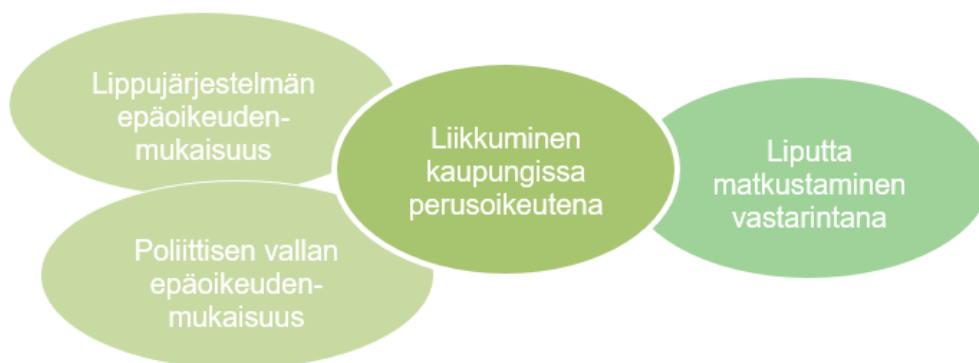 Lippujärjestelmän
epäoikeuden-
mukaisuus
Poliittisen vallan
epäoikeuden-
mukaisuus
Liikkuminen
kaupungissa
perusoikeutena
Liputta
matkustaminen
vastarintana